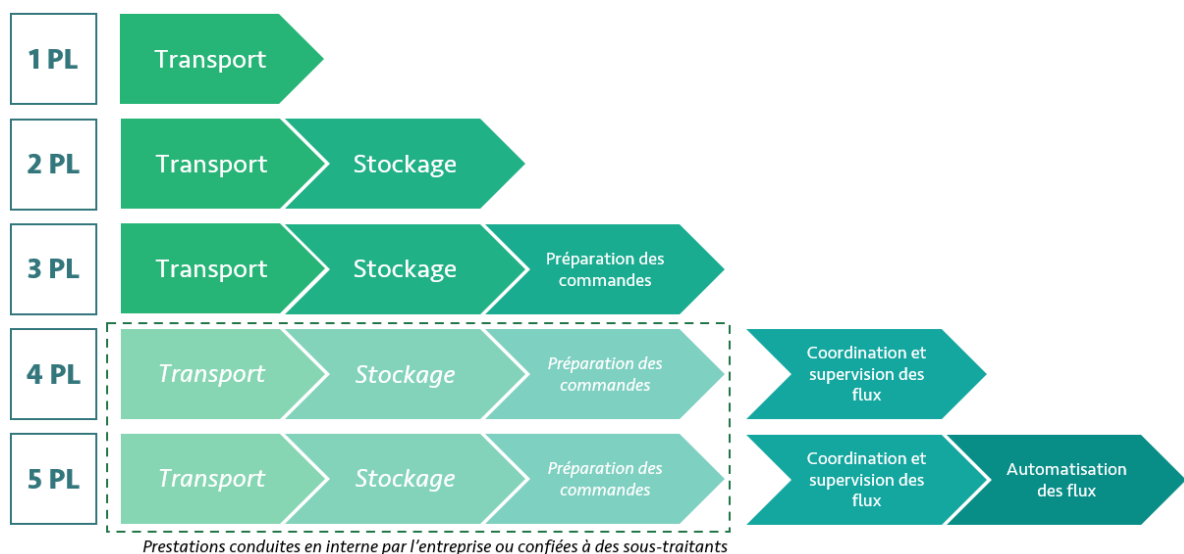 1 PL
Transport
2 PL
Transport
Stockage
3 PL
Transport
Stockage
Préparation des
commandes
4 PL
Transport
Stockage
Préparation des
commandes
Coordination et
supervision des
flux
5 PL
Transport
Stockage
Préparation des
commandes
Coordination et
supervision des
flux
Automatisation
des flux
Prestations conduites en interne par l'entreprise ou confiées à des sous-traitants